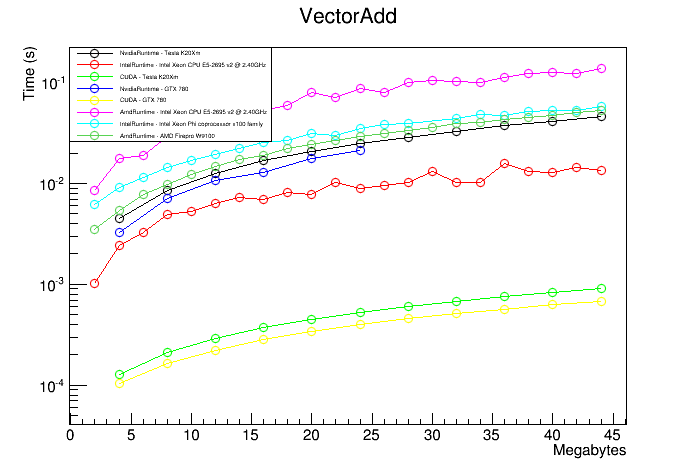 VectorAdd
Time (s)
NvidiaRuntime - Tesla K20Xm
IntelRuntime - Intel Xeon CPU E5-2695 v2 @ 2.40GHz
CUDA - Tesla K20Xm
NvidiaRuntime - GTX 780
CUDA - GTX 780
AmdRuntime - Intel Xeon CPU E5-2695 v2 @ 2.40GHz
IntelRuntime - Intel Xeon Phi coprocessor x100 family
AmdRuntime - AMD Firepro W9100
10⁻¹
10⁻²
10⁻³
10⁻⁴
0 5 10 15 20 25 30 35 40 45
Megabytes